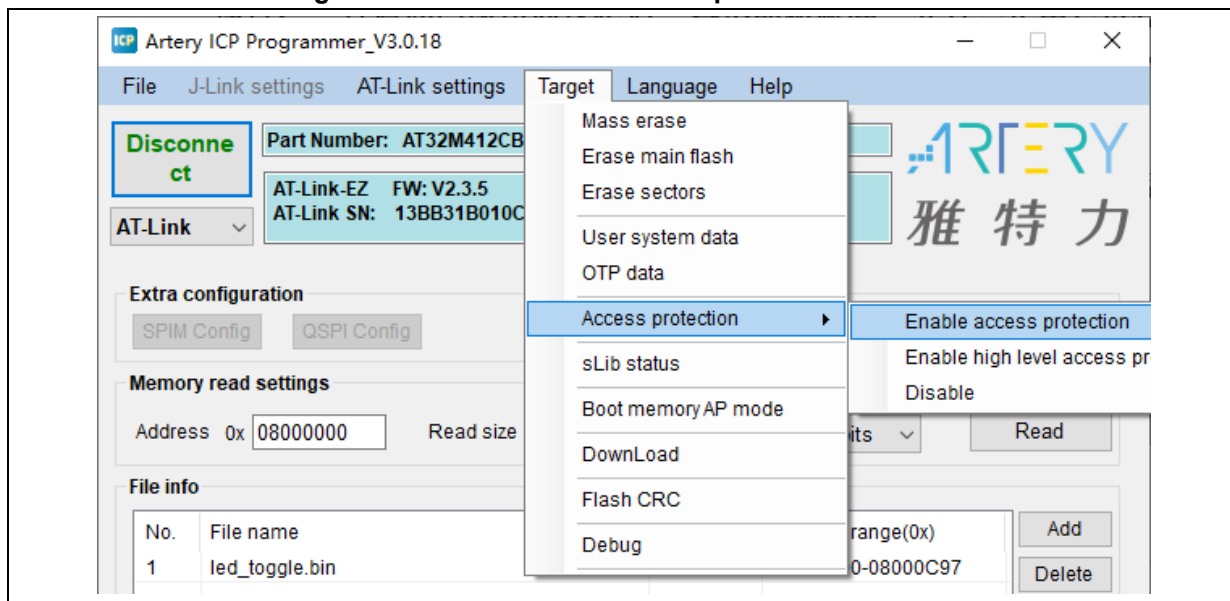 ICP Artery ICP Programmer_V3.0.18
File J-Link settings AT-Link settings Target Language Help
Disconne
ct
Part Number: AT32M412CB
AT-Link-EZ FW: V2.3.5
AT-Link SN: 13BB31B010C
AT-Link
ARTERY
雅特力
Mass erase
Erase main flash
Erase sectors
User system data
OTP data
Access protection
sLib status
Boot memory AP mode
DownLoad
Flash CRC
Debug
Enable access protection
Enable high level access pr
Disable
Extra configuration
SPIM Config QSPI Config
Memory read settings
Address 0x 08000000 Read size its Read
File info
No. File name range(0x) Add
1 led_toggle.bin 0-08000C97 Delete